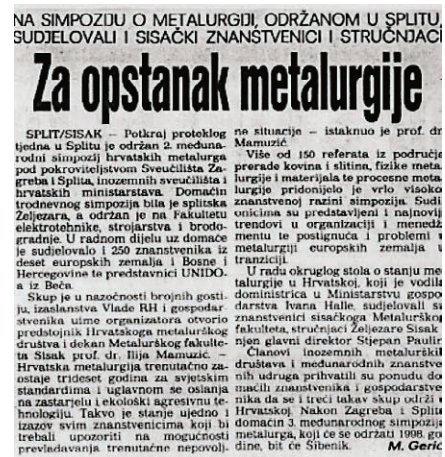 NA SIMPOZIJU O METALURGIJI, ODRŽANOM U SPLITU,
SUDJELOVALI I SISAČKI ZNANSTVENICI I STRUČNJACI
Za opstanak metalurgije
SPLIT/SISAK — Potkraj proteklog
tjedna u Splitu je održan 2. međuna-
rodni simpozij hrvatskih metalurga
pod pokroviteljstvom Sveučilišta Za-
greba i Splita, inozemnih sveučilišta i
hrvatskih ministarstava. Domaćin
trodnevnog simpozija bila je splitska
Željezara, a održan je na Fakultetu
elektrotehnike, strojarstva i brodo-
gradnje. U radnom dijelu uz domaće
je sudjelovalo i 250 znanstvenika iz
deset europskih zemalja i Bosne i
Hercegovine te predstavnici UNIDO-
a iz Beča.
Skup je u nazočnosti brojnih gosti-
ju, izaslanstva Vlade RH i gospodar-
stvenika uime organizatora otvorio
predstojnik Hrvatskoga metalurškog
društva i dekan Metalurškog fakulte-
ta Sisak prof. dr. Ilija Mamuzić. —
Hrvatska metalurgija trenutačno za-
ostaje trideset godina za svjetskim
standardima i uglavnom se oslanja
na zastarjelu i ekološki agresivnu te-
hnologiju. Takvo je stanje ujedno i
izazov svim znanstvenicima koji bi
trebali upozoriti na mogućnosti
prevladavanja trenutačne nepovolj-
ne situacije — istaknuo je prof. dr.
Mamuzić.
Više od 150 referata iz područja
prerade kovina i slitina, fizike meta-
lurgije i materijala te procesne meta-
lurgije pridonijelo je vrlo visokoj
znanstvenoj razini simpozija. Sudi-
onicima su predstavljeni i najnoviji
trendovi u organizaciji i menedž-
mentu te postignuća i problemi u
metalurgiji europskih zemalja u
tranziciji.
U radu okruglog stola o stanju me-
talurgije u Hrvatskoj, koji je vodila
doministrica u Ministarstvu gospo-
darstva Ivana Halle, sudjelovali su
znanstvenici sisačkoga Metalurškog
fakulteta, stručnjaci Željezare Sisak i
njen glavni direktor Stjepan Paulin.
Članovi inozemnih metalurških
društava i međunarodnih znanstve-
nih udruga prihvatili su ponudu do-
maćih znanstvenika i gospodarstve-
nika da se i treći takav skup održi u
Hrvatskoj. Nakon Zagreba i Splita
domaćin 3. međunarodnog simpozija
metalurga, koji će se održati 1998. go-
dine, bit će Šibenik. M. Gerić